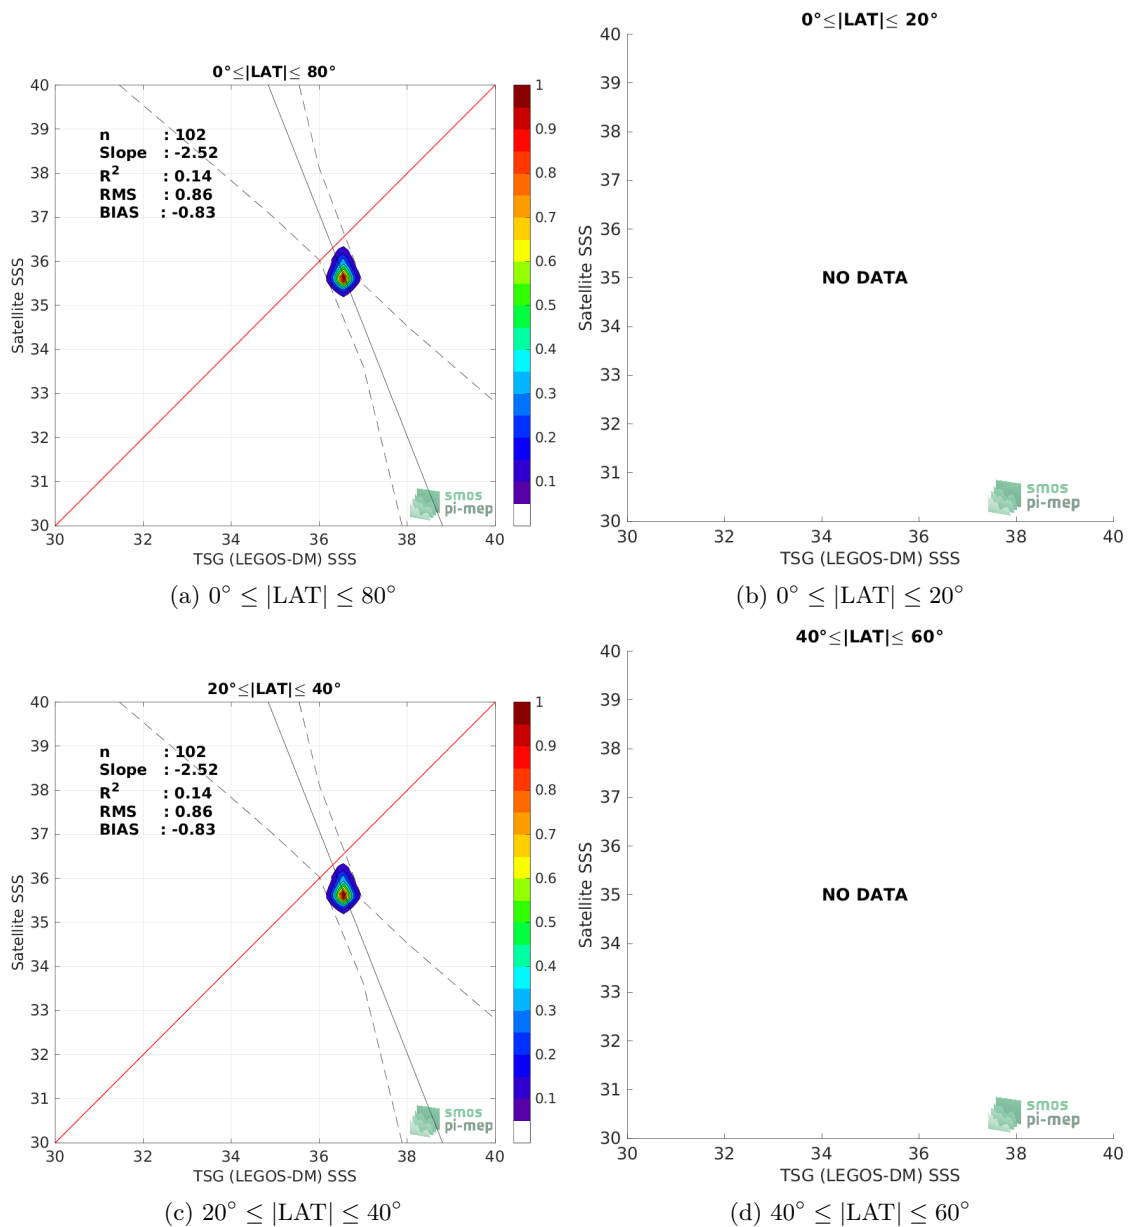 0°≤|LAT|≤ 80°
40
39
38
37
36
35
34
33
32
31
30
Satellite SSS
n : 102
Slope : -2.52
R² : 0.14
RMS : 0.86
BIAS : -0.83
1
0.9
0.8
0.7
0.6
0.5
0.4
0.3
0.2
0.1
smos
pi-mep
30 32 34 36 38 40
TSG (LEGOS-DM) SSS
(a) 0° ≤ |LAT| ≤ 80°
0°≤|LAT|≤ 20°
40
39
38
37
36
35
34
33
32
31
30
Satellite SSS
NO DATA
smos
pi-mep
30 32 34 36 38 40
TSG (LEGOS-DM) SSS
(b) 0° ≤ |LAT| ≤ 20°
20°≤|LAT|≤ 40°
40
39
38
37
36
35
34
33
32
31
30
Satellite SSS
n : 102
Slope : -2.52
R² : 0.14
RMS : 0.86
BIAS : -0.83
1
0.9
0.8
0.7
0.6
0.5
0.4
0.3
0.2
0.1
smos
pi-mep
30 32 34 36 38 40
TSG (LEGOS-DM) SSS
(c) 20° ≤ |LAT| ≤ 40°
40°≤|LAT|≤ 60°
40
39
38
37
36
35
34
33
32
31
30
Satellite SSS
NO DATA
smos
pi-mep
30 32 34 36 38 40
TSG (LEGOS-DM) SSS
(d) 40° ≤ |LAT| ≤ 60°